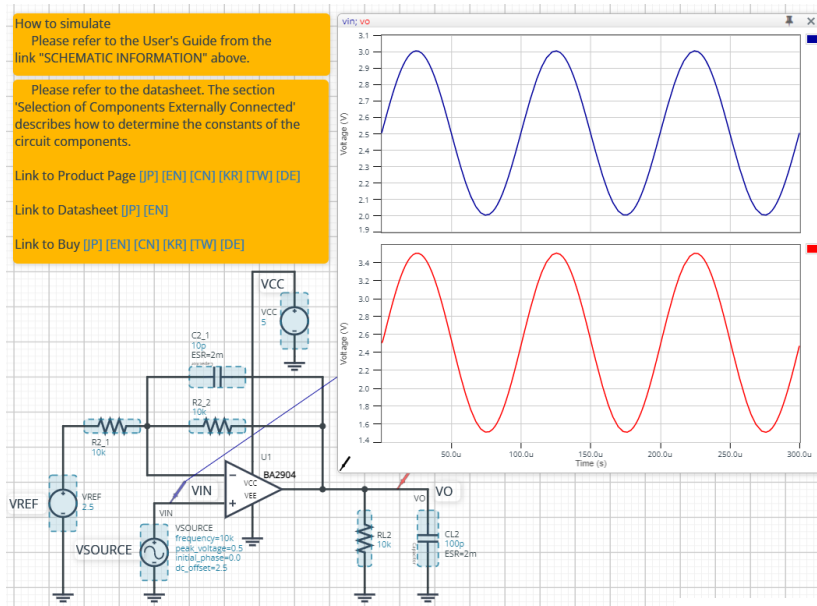 How to simulate
Please refer to the User's Guide from the
link "SCHEMATIC INFORMATION" above.
Please refer to the datasheet. The section
'Selection of Components Externally Connected'
describes how to determine the constants of the
circuit components.
Link to Product Page [JP] [EN] [CN] [KR] [TW] [DE]
Link to Datasheet [JP] [EN]
Link to Buy [JP] [EN] [CN] [KR] [TW] [DE]
vin; vo
3.1
3.0
2.9
2.8
2.7
2.6
2.5
2.4
2.3
2.2
2.1
2.0
1.9
Voltage (V)
3.4
3.2
3.0
2.8
2.6
2.4
2.2
2.0
1.8
1.6
1.4
Voltage (V)
50.0u
100.0u
150.0u
200.0u
250.0u
300.0u
Time (s)
VCC
VCC
5
C2_1
10p
ESR=2m
R2_2
10k
R2_1
10k
U1
BA2904
VCC
VEE
VREF
VREF
2.5
VIN
VIN
VSOURCE
VSOURCE
frequency=10k
peak_voltage=0.5
initial_phase=0.0
dc_offset=2.5
VO
VO
RL2
10k
CL2
100p
ESR=2m